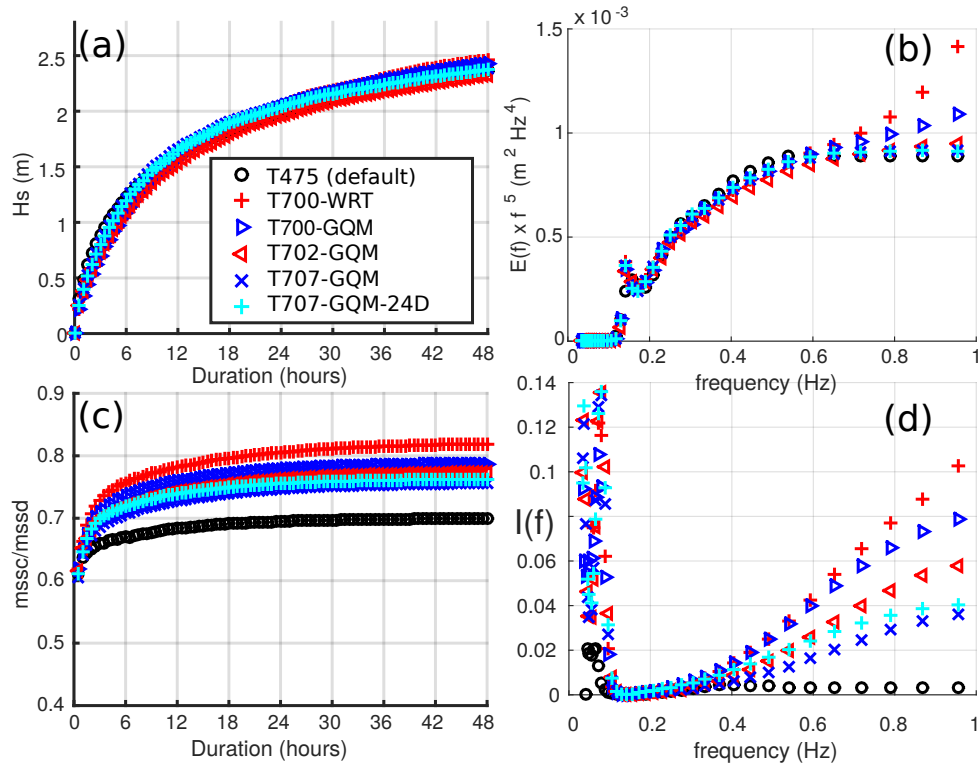 (a)
Hs (m)
2.5
2
1.5
1
0.5
0
0 6 12 18 24 30 36 42 48
Duration (hours)
T475 (default)
T700-WRT
T700-GQM
T702-GQM
T707-GQM
T707-GQM-24D
(b)
x 10⁻³
E(f) x f⁵ (m² Hz⁴)
1.5
1
0.5
0
0 0.2 0.4 0.6 0.8 1
frequency (Hz)
(c)
mssc/mssd
0.9
0.8
0.7
0.6
0.5
0.4
0 6 12 18 24 30 36 42 48
Duration (hours)
(d)
I(f)
0.14
0.12
0.1
0.08
0.06
0.04
0.02
0
0 0.2 0.4 0.6 0.8 1
frequency (Hz)